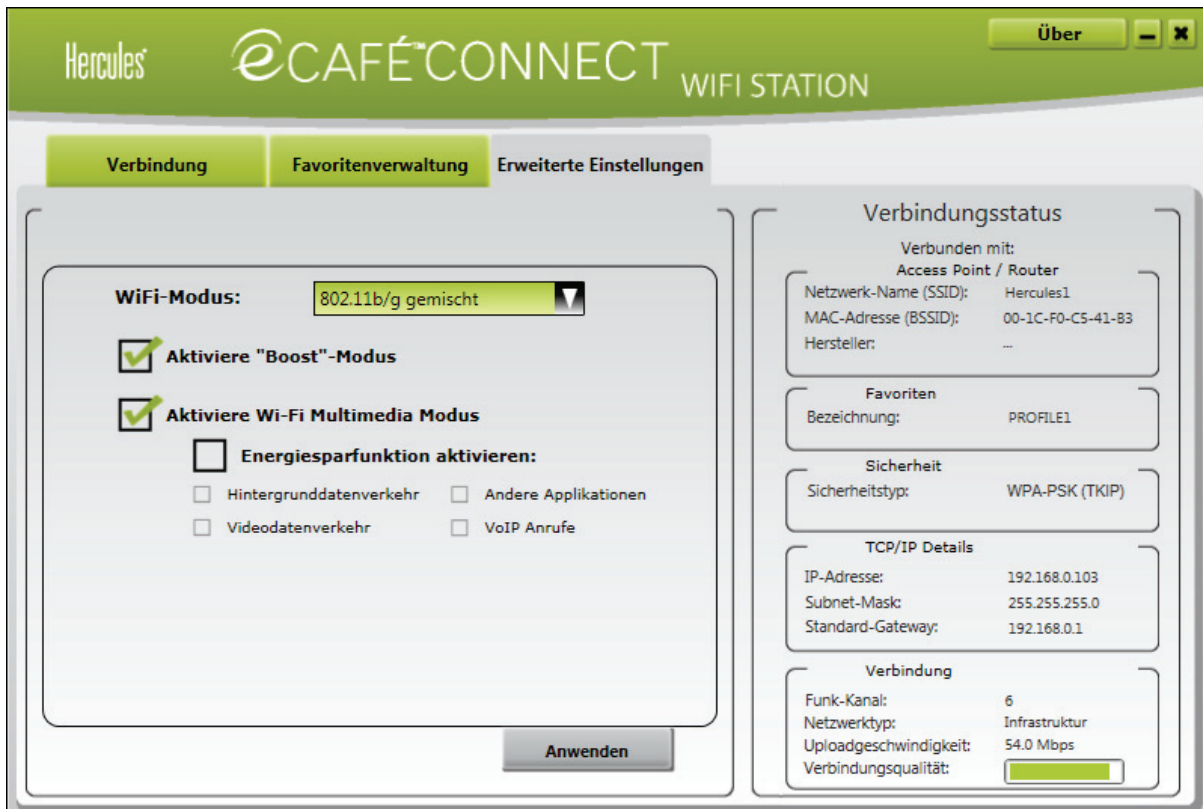 Hercules
eCAFÉ™CONNECT WIFI STATION
Über
Verbindung
Favoritenverwaltung
Erweiterte Einstellungen
WiFi-Modus: 802.11b/g gemischt
Aktiviere "Boost"-Modus
Aktiviere Wi-Fi Multimedia Modus
Energiesparfunktion aktivieren:
Hintergrunddatenverkehr Andere Applikationen
Videodatenverkehr VoIP Anrufe
Anwenden
Verbindungsstatus
Verbunden mit:
Access Point / Router
Netzwerk-Name (SSID): Hercules1
MAC-Adresse (BSSID): 00-1C-F0-C5-41-B3
Hersteller: ...
Favoriten
Bezeichnung: PROFILE1
Sicherheit
Sicherheitstyp: WPA-PSK (TKIP)
TCP/IP Details
IP-Adresse: 192.168.0.103
Subnet-Mask: 255.255.255.0
Standard-Gateway: 192.168.0.1
Verbindung
Funk-Kanal: 6
Netzwerktyp: Infrastruktur
Uploadgeschwindigkeit: 54.0 Mbps
Verbindungsqualität: